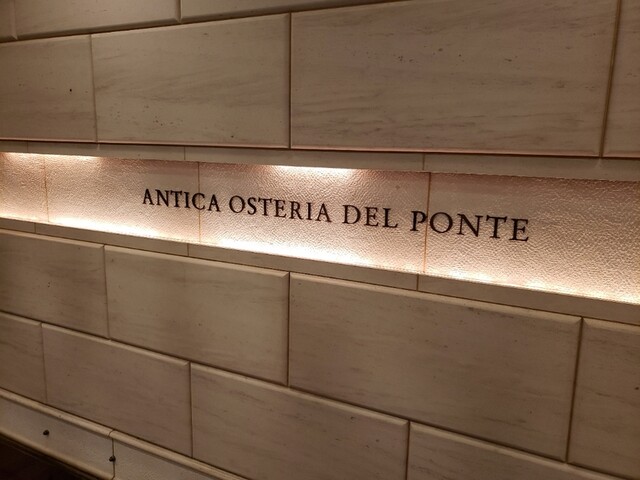 ANTICA OSTERIA DEL PONTE